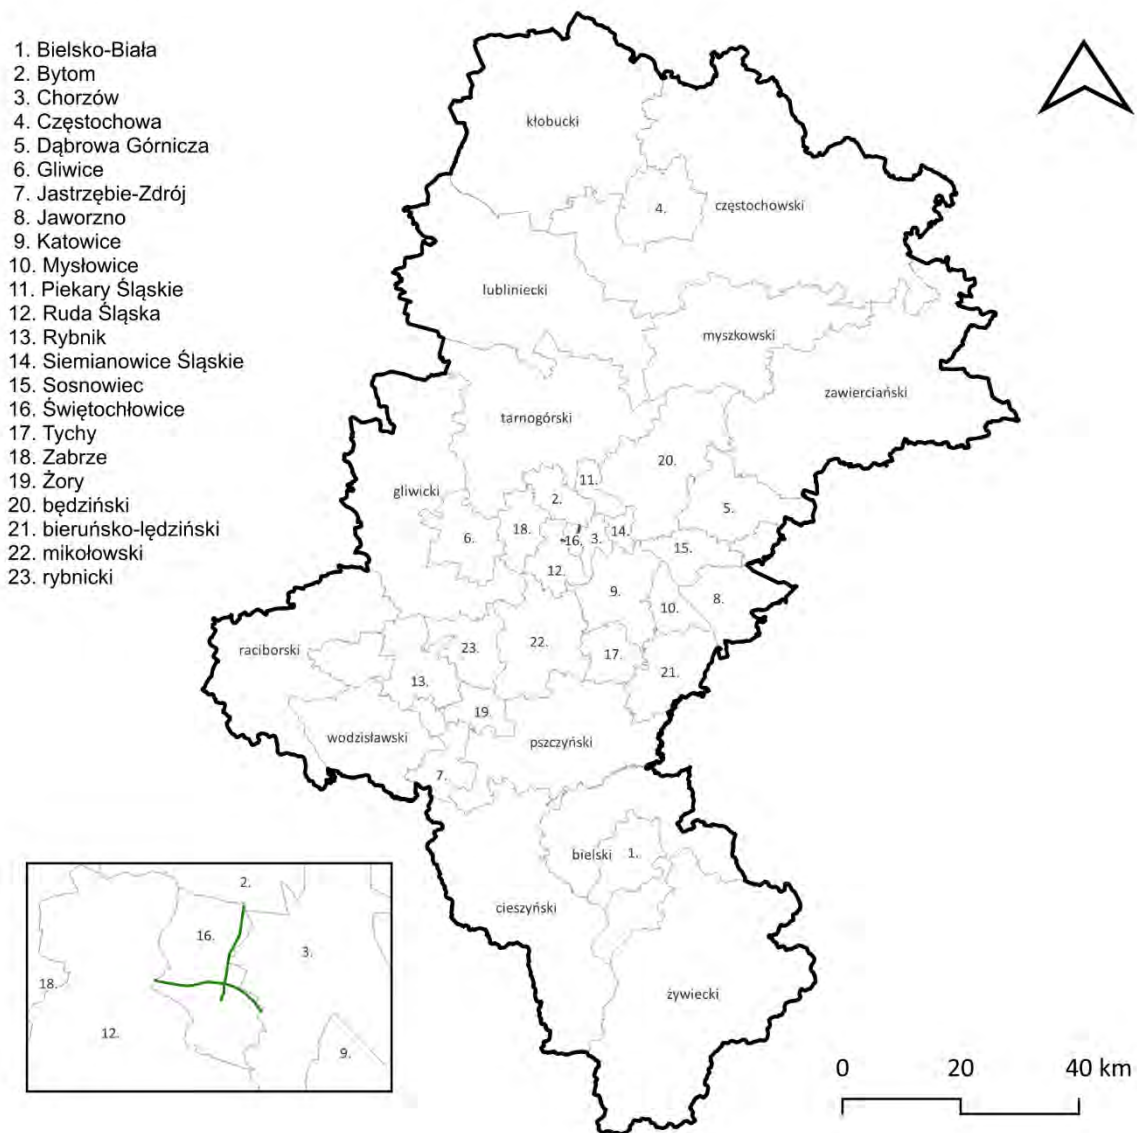 1. Bielsko-Biała
2. Bytom
3. Chorzów
4. Częstochowa
5. Dąbrowa Górnicza
6. Gliwice
7. Jastrzębie-Zdrój
8. Jaworzno
9. Katowice
10. Mysłowice
11. Piekary Śląskie
12. Ruda Śląska
13. Rybnik
14. Siemianowice Śląskie
15. Sosnowiec
16. Świętochłowice
17. Tychy
18. Zabrze
19. Żory
20. będziński
21. bieruńsko-lędziński
22. mikołowski
23. rybnicki
kłobucki
4.
częstochowski
lubliniecki
myszkowski
zawierciański
tarnogórski
20.
11.
gliwicki
2.
5.
18.
6.
16.
3.
14.
15.
12.
9.
10.
8.
raciborski
23.
22.
17.
21.
13.
19.
wodzisławski
pszczyński
7.
bielski
1.
cieszyński
żywiecki
2.
16.
3.
18.
12.
9.
0 20 40 km